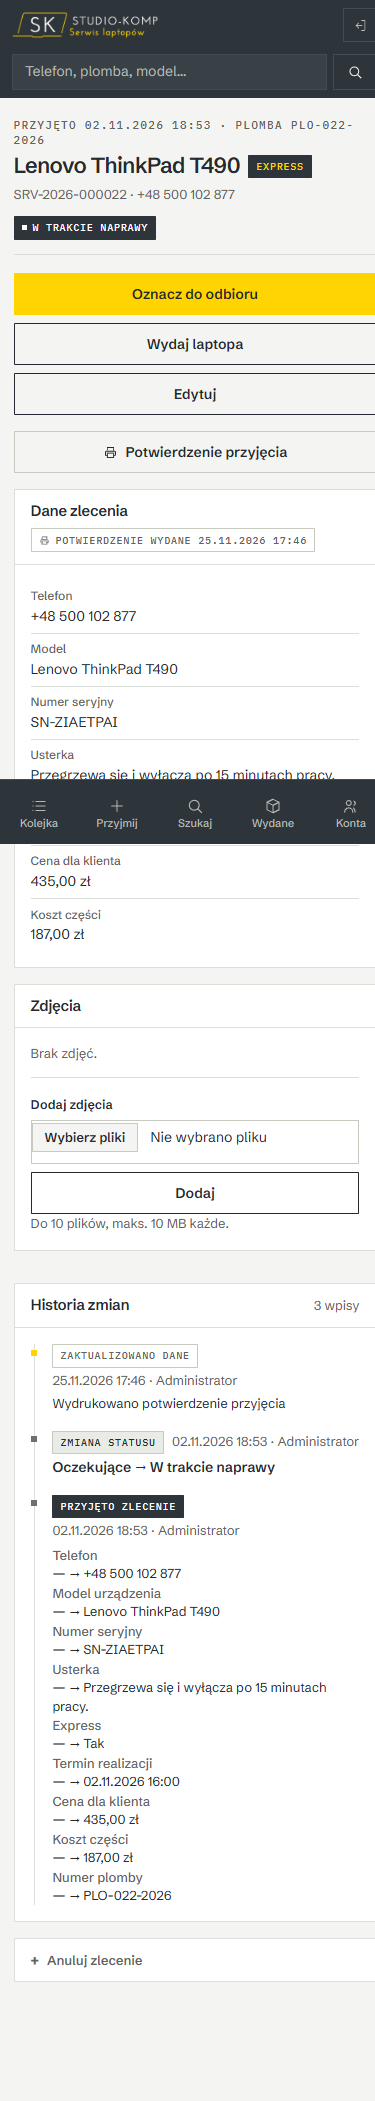 SK STUDIO-KOMP
Serwis laptopów
Telefon, plomba, model...
PRZYJĘTO 02.11.2026 18:53 · PLOMBA PLO-022-
2026
Lenovo ThinkPad T490 EXPRESS
SRV-2026-000022 · +48 500 102 877
W TRAKCIE NAPRAWY
Oznacz do odbioru
Wydaj laptopa
Edytuj
Potwierdzenie przyjęcia
Dane zlecenia
POTWIERDZENIE WYDANE 25.11.2026 17:46
Telefon
+48 500 102 877
Model
Lenovo ThinkPad T490
Numer seryjny
SN-ZIAETPAI
Usterka
Przegrzewa się i wyłącza po 15 minutach pracy.
Kolejka Przyjmij Szukaj Wydane Konta
Cena dla klienta
435,00 zł
Koszt części
187,00 zł
Zdjęcia
Brak zdjęć.
Dodaj zdjęcia
Wybierz pliki Nie wybrano pliku
Dodaj
Do 10 plików, maks. 10 MB każde.
Historia zmian 3 wpisy
ZAKTUALIZOWANO DANE
25.11.2026 17:46 · Administrator
Wydrukowano potwierdzenie przyjęcia
ZMIANA STATUSU 02.11.2026 18:53 · Administrator
Oczekujące → W trakcie naprawy
PRZYJĘTO ZLECENIE
02.11.2026 18:53 · Administrator
Telefon
— → +48 500 102 877
Model urządzenia
— → Lenovo ThinkPad T490
Numer seryjny
— → SN-ZIAETPAI
Usterka
— → Przegrzewa się i wyłącza po 15 minutach
pracy.
Express
— → Tak
Termin realizacji
— → 02.11.2026 16:00
Cena dla klienta
— → 435,00 zł
Koszt części
— → 187,00 zł
Numer plomby
— → PLO-022-2026
+ Anuluj zlecenie